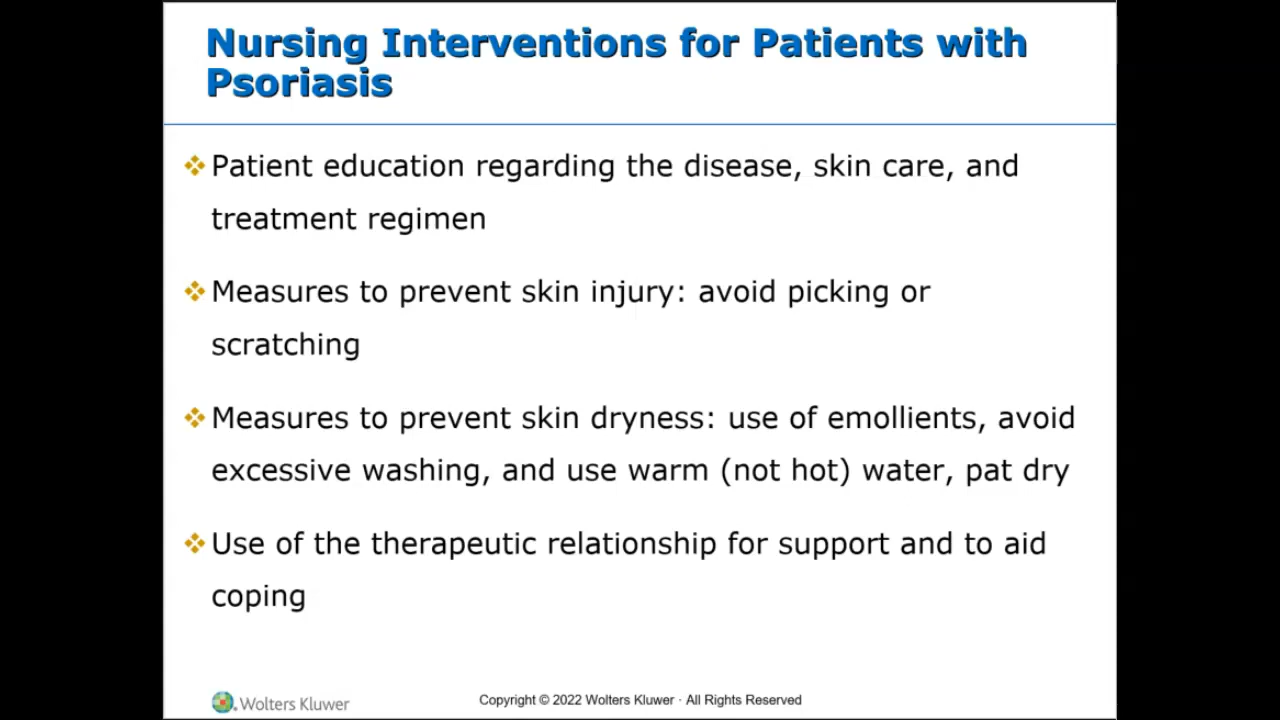 Nursing Interventions for Patients with
Psoriasis
Patient education regarding the disease, skin care, and
treatment regimen
Measures to prevent skin injury: avoid picking or
scratching
Measures to prevent skin dryness: use of emollients, avoid
excessive washing, and use warm (not hot) water, pat dry
Use of the therapeutic relationship for support and to aid
coping
Wolters Kluwer
Copyright © 2022 Wolters Kluwer · All Rights Reserved